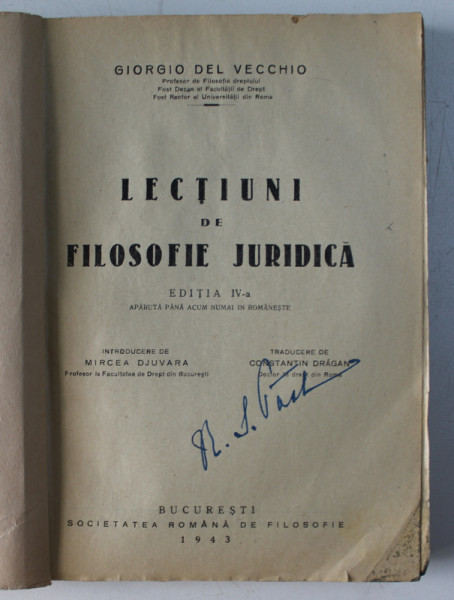 GIORGIO DEL VECCHIO
Profesor de Filosofia dreptului
Fost Decan al Facultății de Drept
Fost Rector al Universității din Roma
LECȚIUNI
DE
FILOSOFIE JURIDICĂ
EDIȚIA IV-a
APĂRUTĂ PÂNĂ ACUM NUMAI IN ROMÂNEȘTE
INTRODUCERE DE
MIRCEA DJUVARA
Profesor la Facultatea de Drept din București
TRADUCERE DE
CONSTANTIN DRĂGAN
Doctor în drept din Roma
BUCUREȘTI
SOCIETATEA ROMÂNĂ DE FILOSOFIE
1943